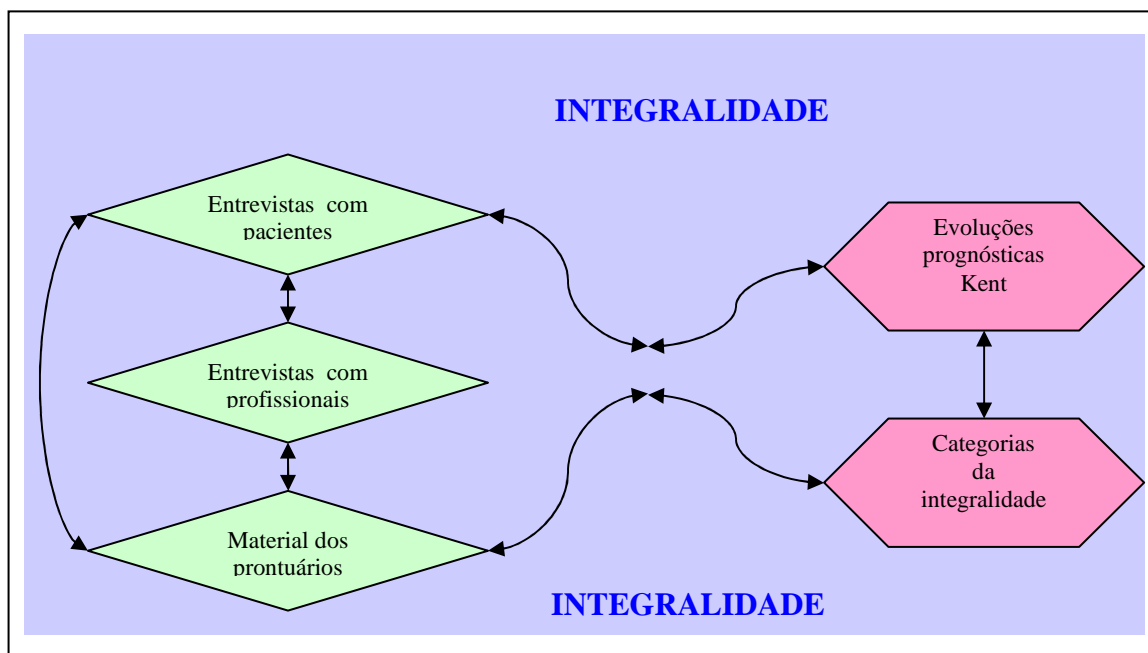 INTEGRALIDADE
Entrevistas com
pacientes
Entrevistas com
profissionais
Material dos
prontuários
Evoluções
prognósticas
Kent
Categorias
da
integralidade
INTEGRALIDADE